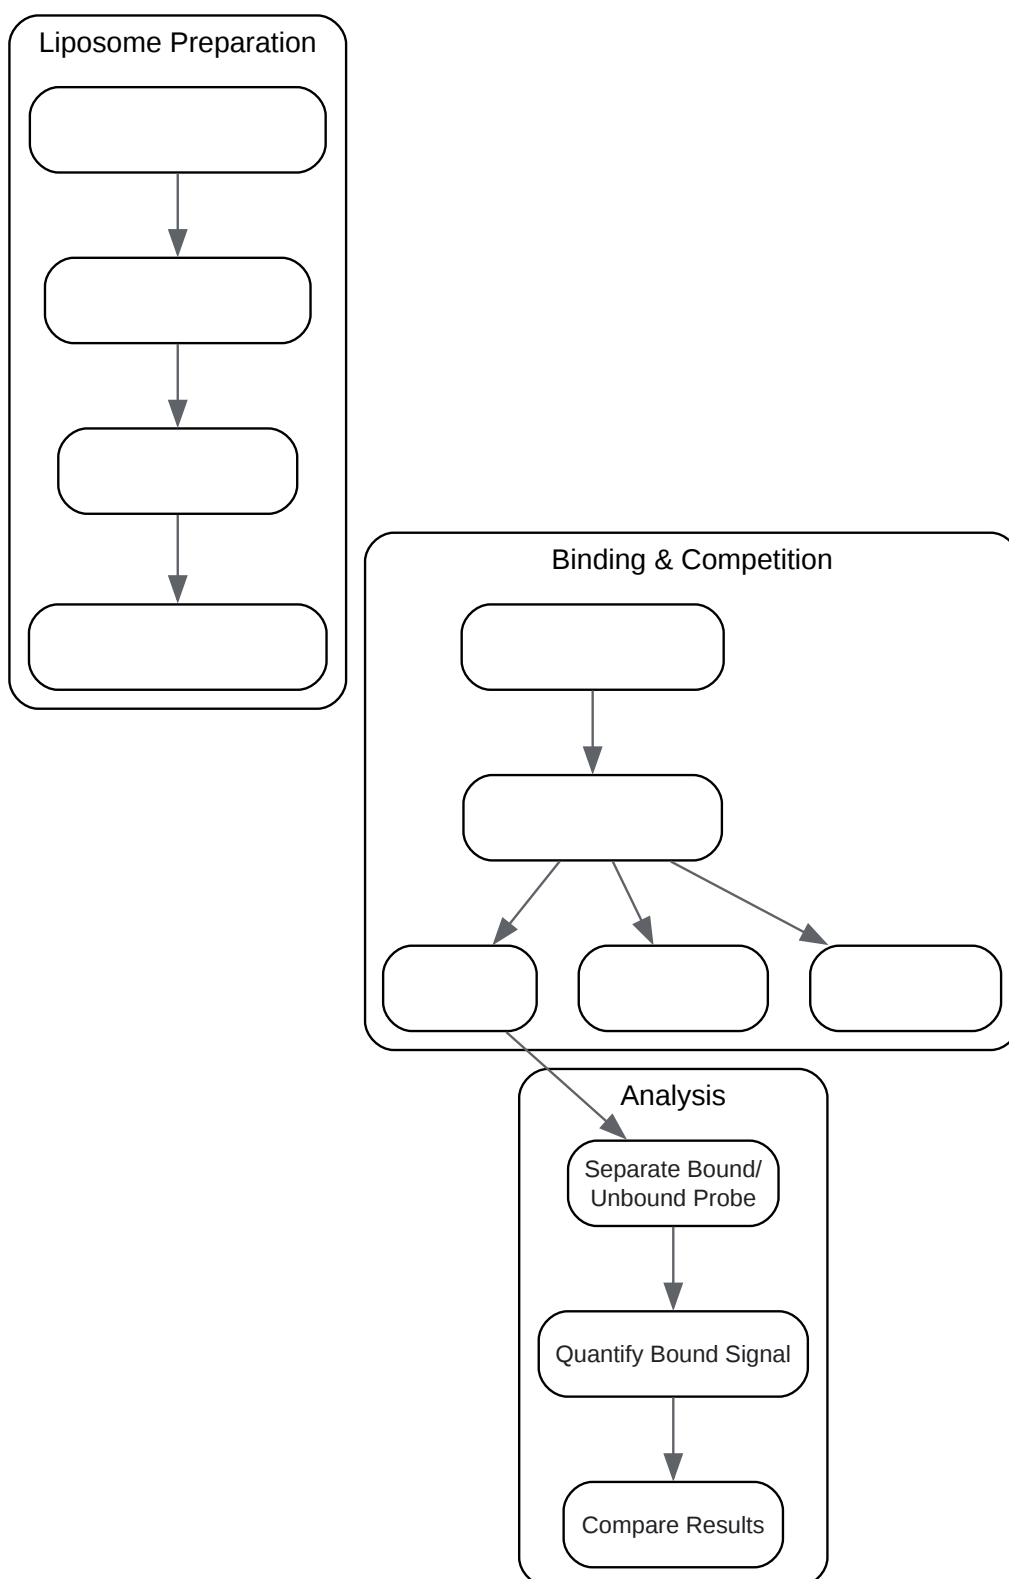 Liposome Preparation
Binding & Competition
Analysis
Separate Bound/
Unbound Probe
Quantify Bound Signal
Compare Results